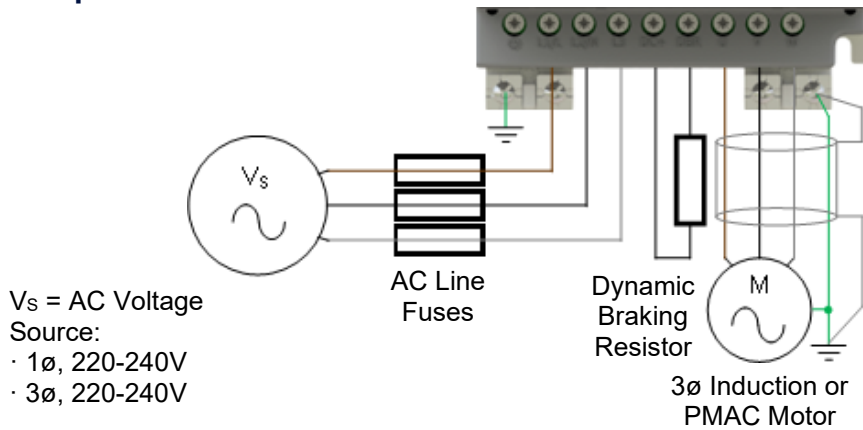 Vs
AC Line
Fuses
Vs = AC Voltage
Source:
· 1ø, 220-240V
· 3ø, 220-240V
Dynamic
Braking
Resistor
M
3ø Induction or
PMAC Motor